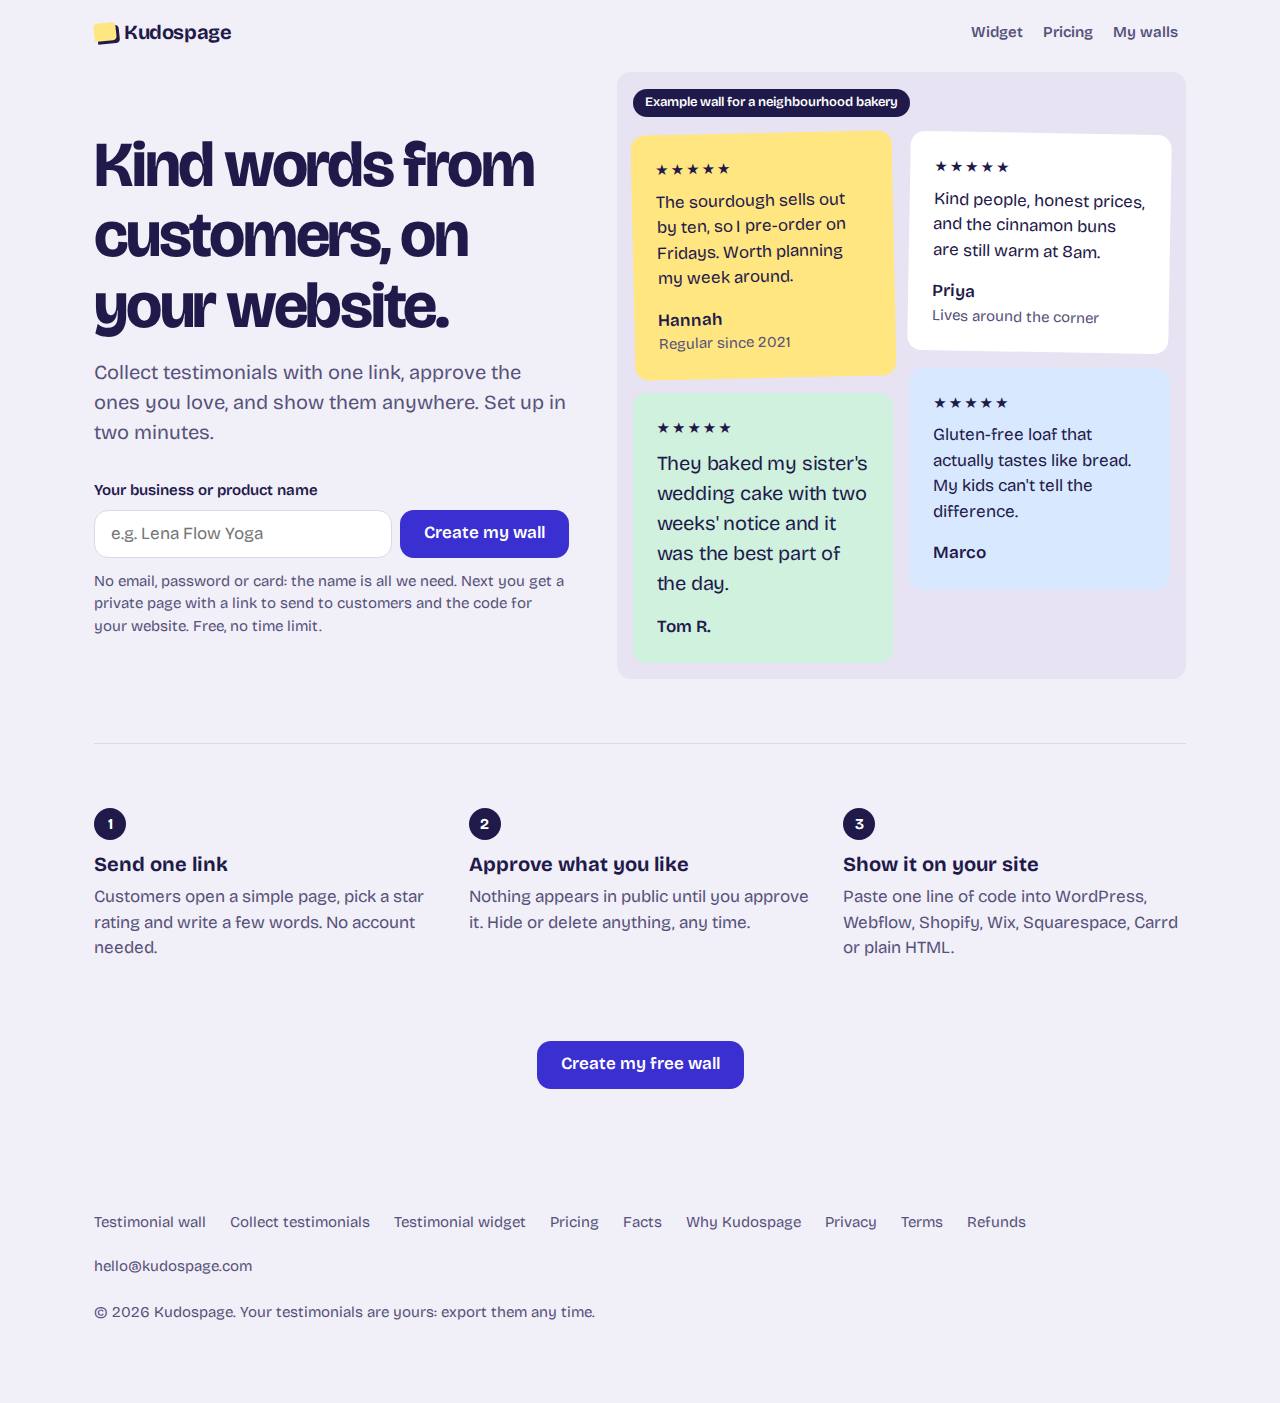 Kudospage
Widget
Pricing
My walls
Kind words from
customers, on
your website.
Collect testimonials with one link, approve the
ones you love, and show them anywhere. Set up in
two minutes.
Your business or product name
e.g. Lena Flow Yoga
Create my wall
No email, password or card: the name is all we need. Next you get a
private page with a link to send to customers and the code for
your website. Free, no time limit.
Example wall for a neighbourhood bakery
★★★★★
The sourdough sells out
by ten, so I pre-order on
Fridays. Worth planning
my week around.
Hannah
Regular since 2021
★★★★★
They baked my sister's
wedding cake with two
weeks' notice and it
was the best part of
the day.
Tom R.
★★★★★
Kind people, honest prices,
and the cinnamon buns
are still warm at 8am.
Priya
Lives around the corner
★★★★★
Gluten-free loaf that
actually tastes like bread.
My kids can't tell the
difference.
Marco
1
Send one link
Customers open a simple page, pick a star
rating and write a few words. No account
needed.
2
Approve what you like
Nothing appears in public until you approve
it. Hide or delete anything, any time.
3
Show it on your site
Paste one line of code into WordPress,
Webflow, Shopify, Wix, Squarespace, Carrd
or plain HTML.
Create my free wall
Testimonial wall
Collect testimonials
Testimonial widget
Pricing
Facts
Why Kudospage
Privacy
Terms
Refunds
hello@kudospage.com
© 2026 Kudospage. Your testimonials are yours: export them any time.